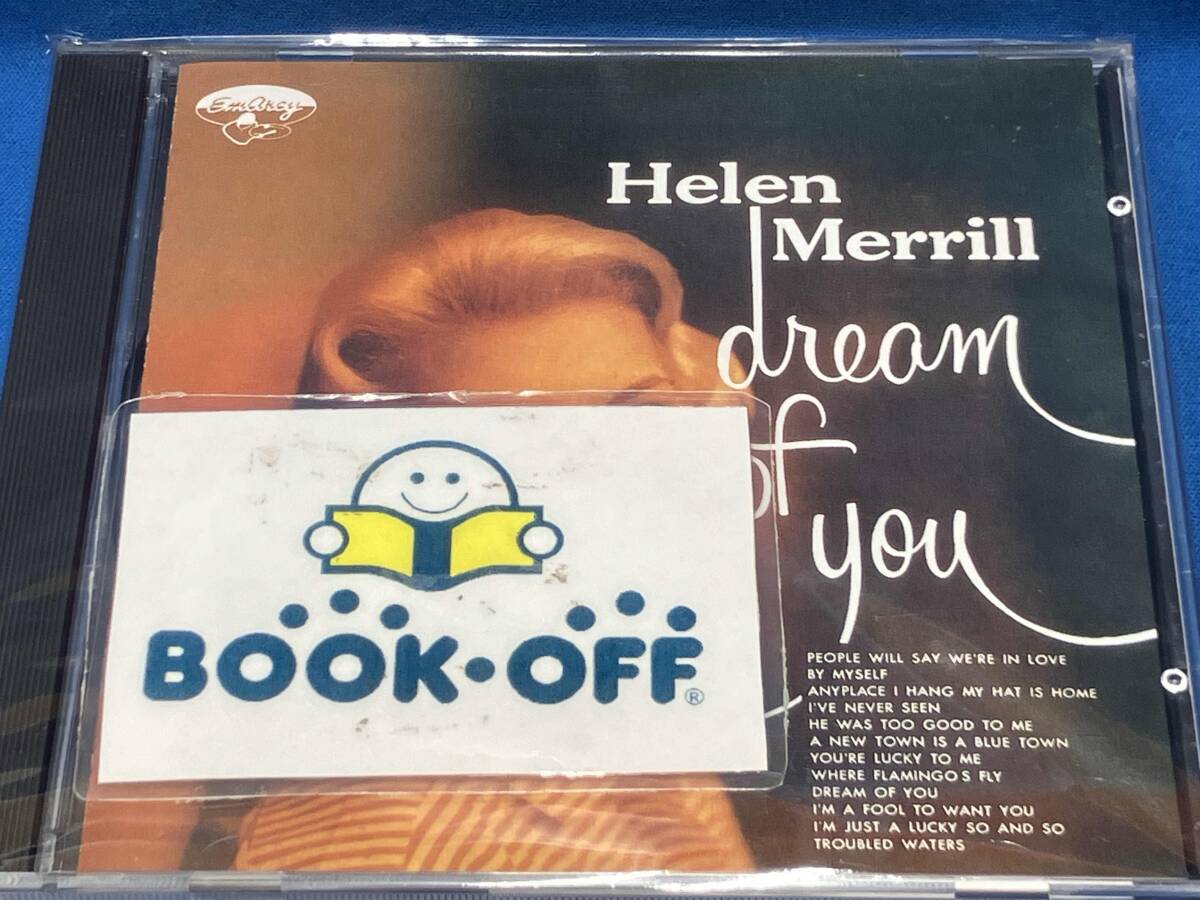 EmArcy
Helen
Merrill
dream
of
you
BOOK·OFF®
PEOPLE WILL SAY WE'RE IN LOVE
BY MYSELF
ANYPLACE I HANG MY HAT IS HOME
I'VE NEVER SEEN
HE WAS TOO GOOD TO ME
A NEW TOWN IS A BLUE TOWN
YOU'RE LUCKY TO ME
WHERE FLAMINGOS FLY
DREAM OF YOU
I'M A FOOL TO WANT YOU
I'M JUST A LUCKY SO AND SO
TROUBLED WATERS